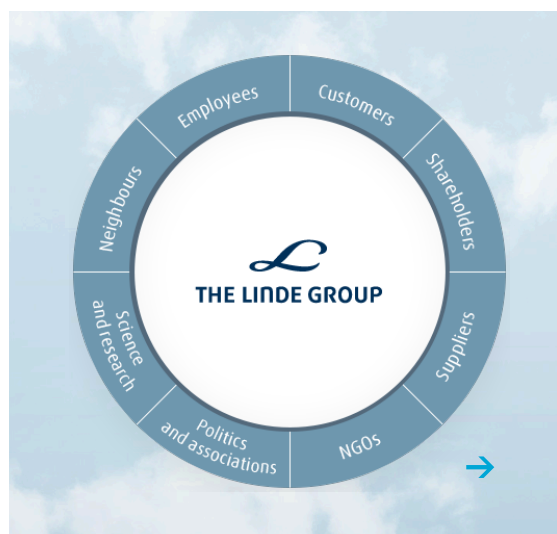 Employees
Customers
Shareholders
Suppliers
NGOs
Politics
and associations
Science
and research
Neighbours
THE LINDE GROUP